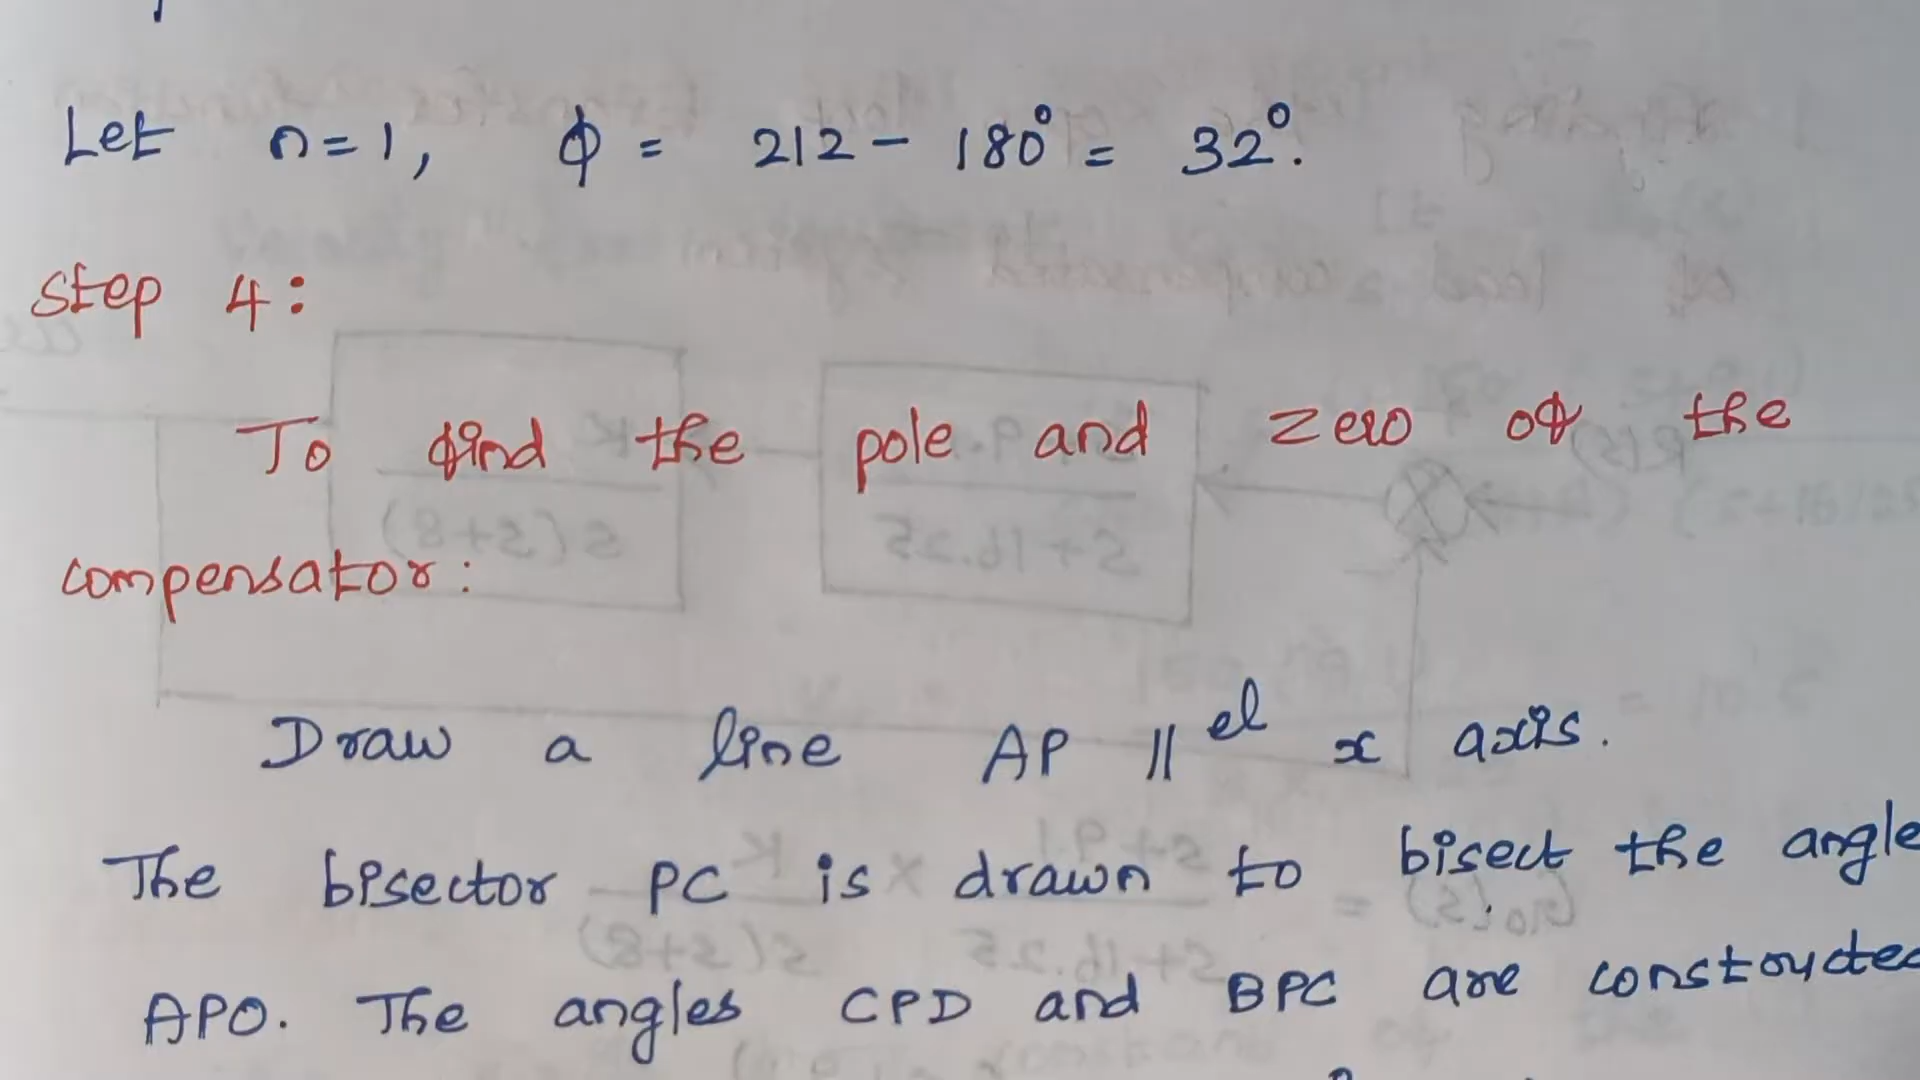 Let n=1, ϕ = 212 - 180° = 32°.
Step 4:
To find the pole and zero of the
compensator:
Draw a line AP ||el x axis.
The bisector PC is drawn to bisect the angle
APO. The angles CPD and BPC are constructed